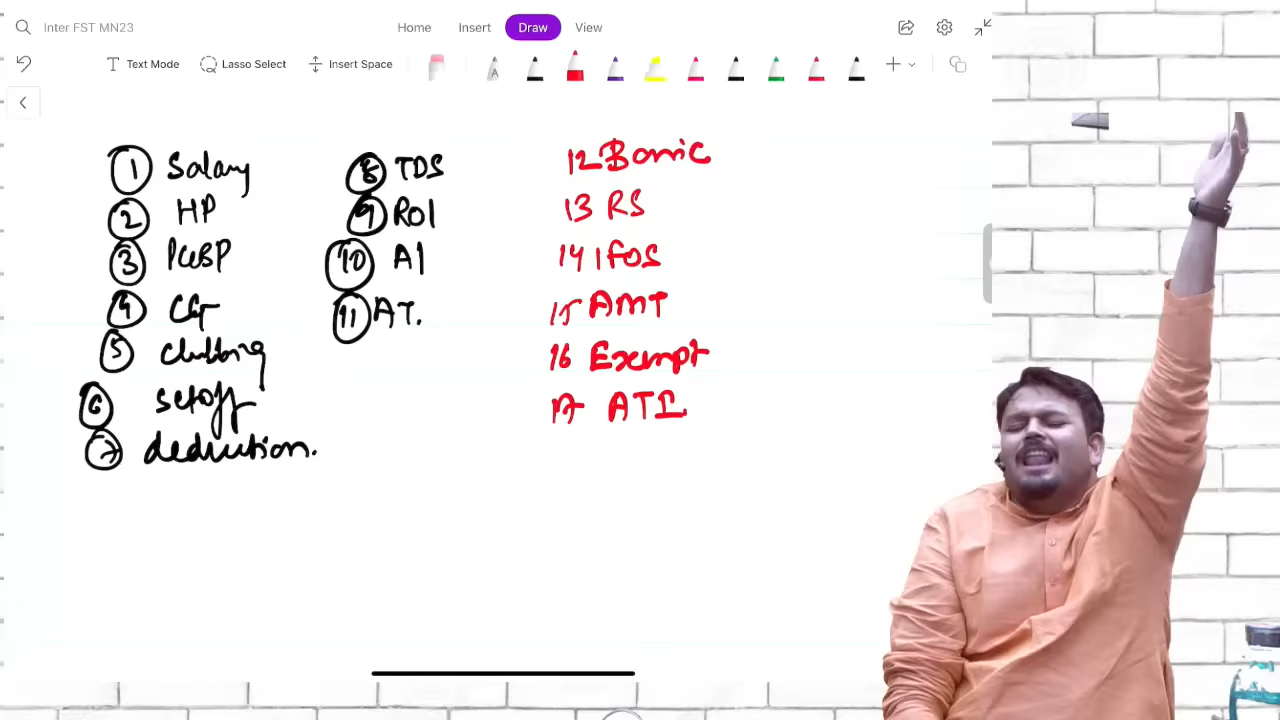 Inter FST MN23
Home Insert Draw View
Text Mode Lasso Select Insert Space
1 Salary
2 HP
3 PGBP
4 CG
5 Clubbing
6 setoff
7 deduction.
8 TDS
9 ROI
10 AI
11 AT.
12 Basic
13 RS
14 IFOS
15 AMT
16 Exempt
17 ATI